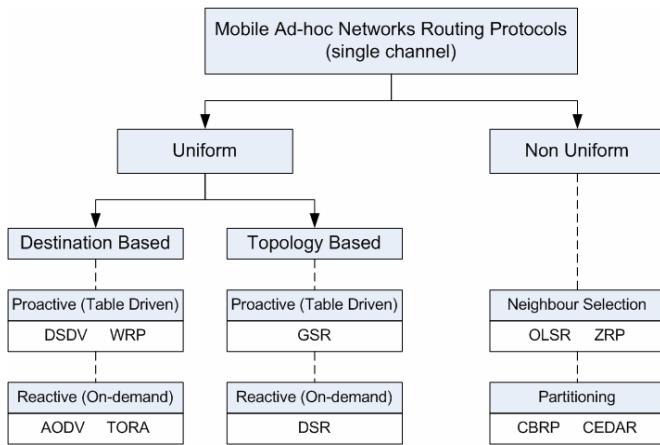 Mobile Ad-hoc Networks Routing Protocols
(single channel)
Uniform
Non Uniform
Destination Based
Topology Based
Proactive (Table Driven)
DSDV WRP
Proactive (Table Driven)
GSR
Neighbour Selection
OLSR ZRP
Reactive (On-demand)
AODV TORA
Reactive (On-demand)
DSR
Partitioning
CBRP CEDAR